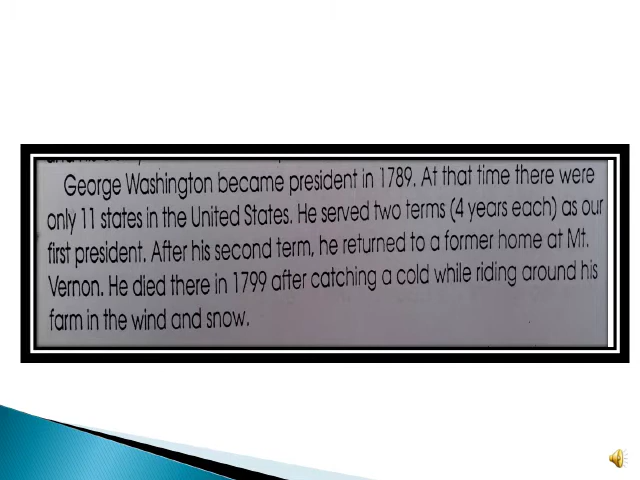 George Washington became president in 1789. At that time there were
only 11 states in the United States. He served two terms (4 years each) as our
first president. After his second term, he returned to a former home at Mt.
Vernon. He died there in 1799 after catching a cold while riding around his
farm in the wind and snow.